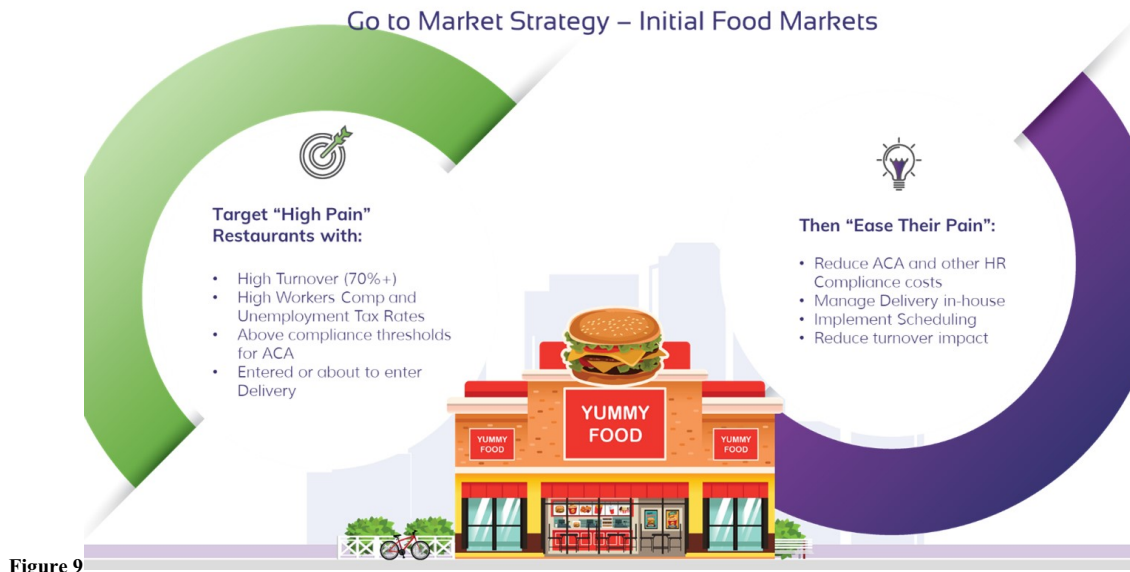 Go to Market Strategy – Initial Food Markets
Target “High Pain”
Restaurants with:
• High Turnover (70%+)
• High Workers Comp and
Unemployment Tax Rates
• Above compliance thresholds
for ACA
• Entered or about to enter
Delivery
Then “Ease Their Pain”:
• Reduce ACA and other HR
Compliance costs
• Manage Delivery in-house
• Implement Scheduling
• Reduce turnover impact
YUMMY
FOOD
YUMMY
FOOD
YUMMY
FOOD
Figure 9